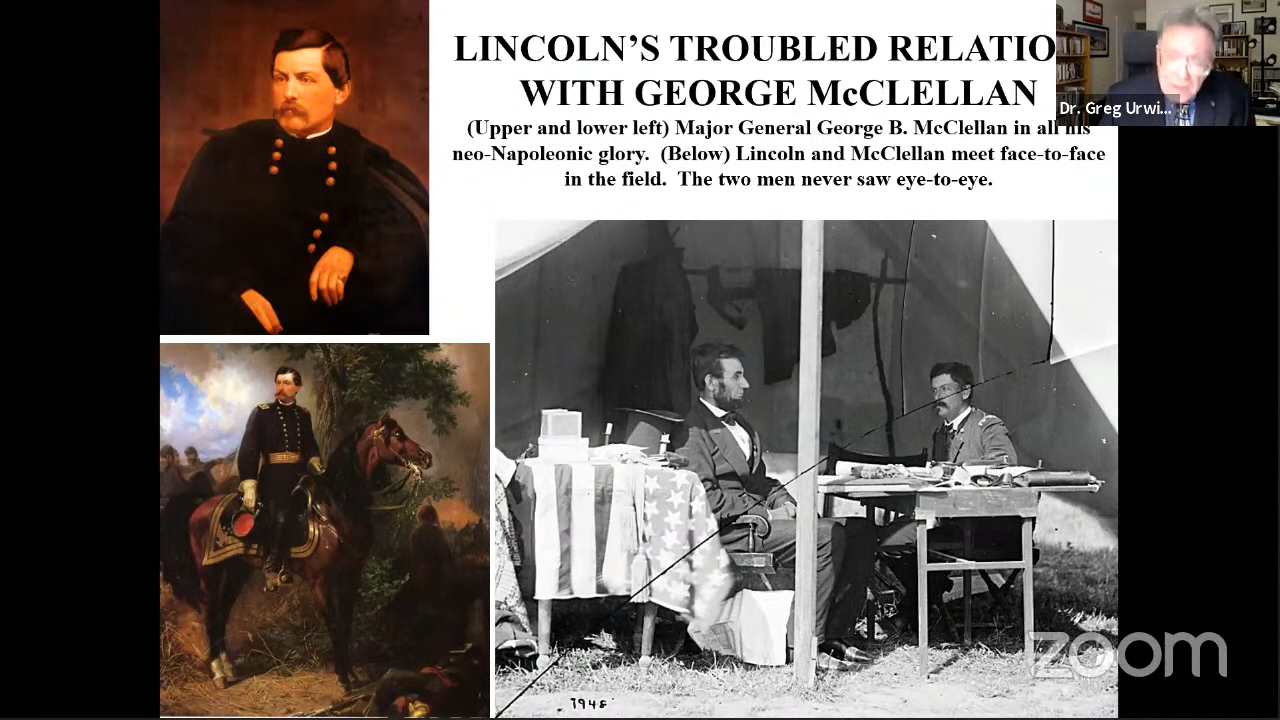 LINCOLN'S TROUBLED RELATIO
WITH GEORGE McCLELLAN
(Upper and lower left) Major General George B. McClellan in all his
neo-Napoleonic glory. (Below) Lincoln and McClellan meet face-to-face
in the field. The two men never saw eye-to-eye.
Dr. Greg Urwi...
7948
zoom